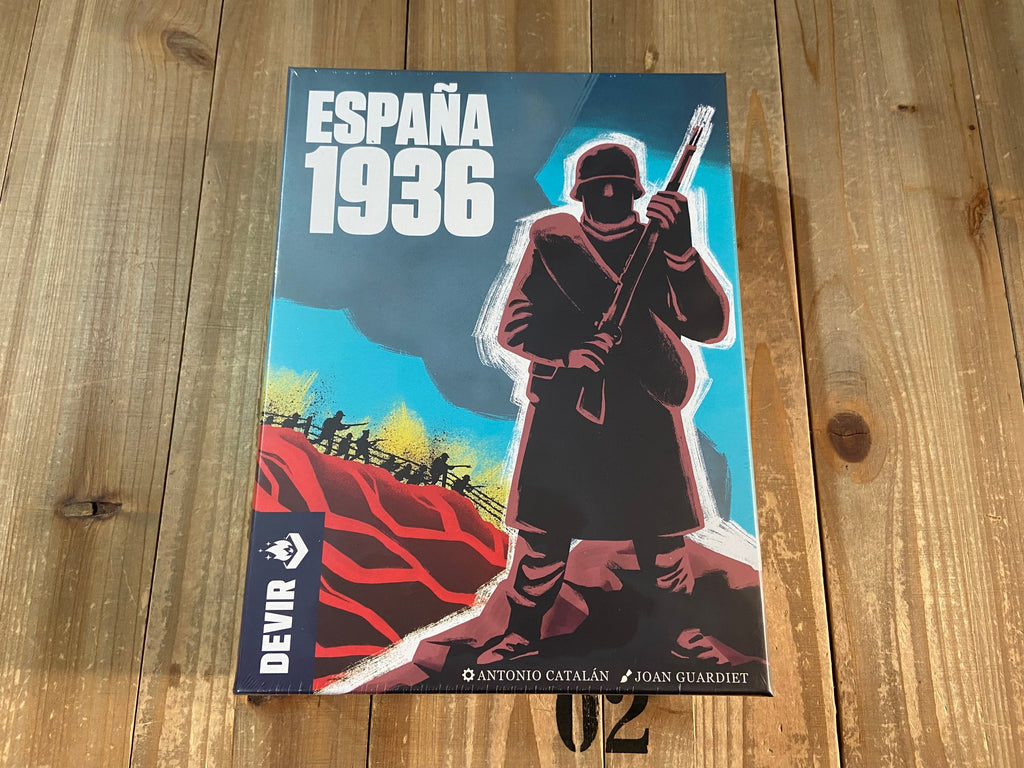 ESPAÑA
1936
DEVIR
ANTONIO CATALÁN JOAN GUARDIET
02